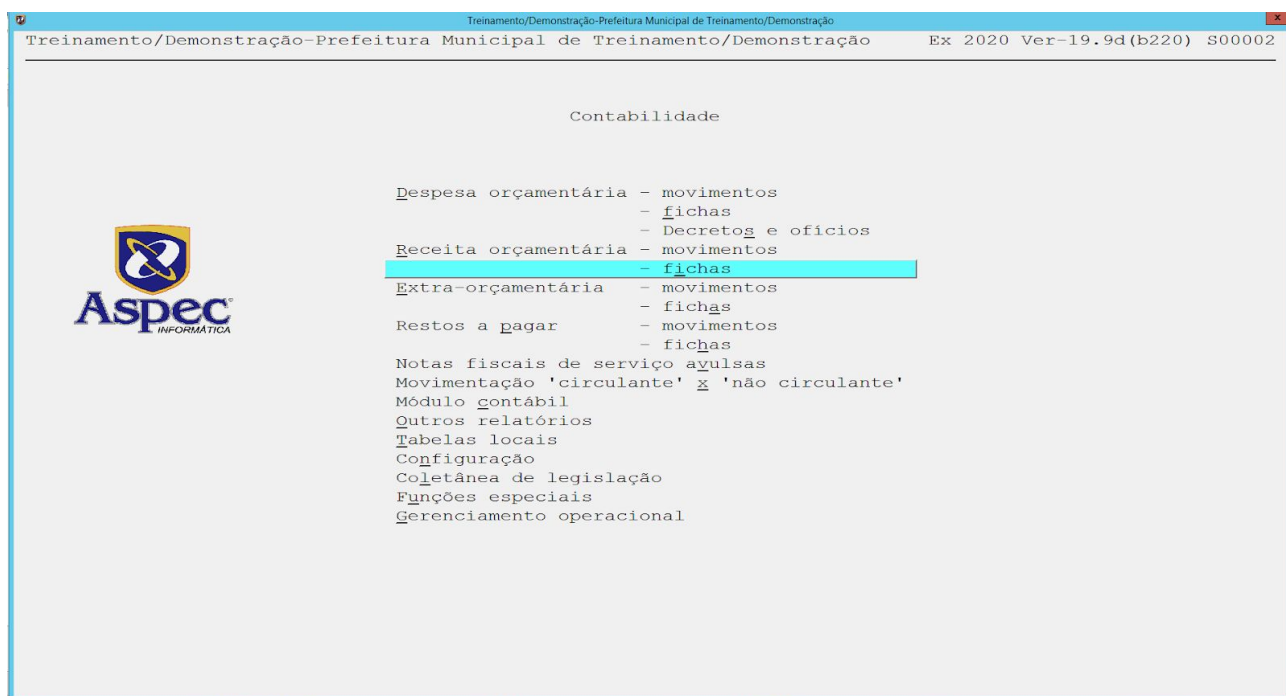 Treinamento/Demonstração-Prefeitura Municipal de Treinamento/Demonstração
x
Treinamento/Demonstração-Prefeitura Municipal de Treinamento/Demonstração Ex 2020 Ver-19.9d(b220) S00002
Contabilidade
Despesa orçamentária - movimentos
- fichas
- Decretos e ofícios
Receita orçamentária - movimentos
- fichas
Extra-orçamentária - movimentos
- fichas
Restos a pagar - movimentos
- fichas
Notas fiscais de serviço avulsas
Movimentação 'circulante' x 'não circulante'
Módulo contábil
Outros relatórios
Tabelas locais
Configuração
Coletânea de legislação
Funções especiais
Gerenciamento operacional
Aspec
INFORMÁTICA